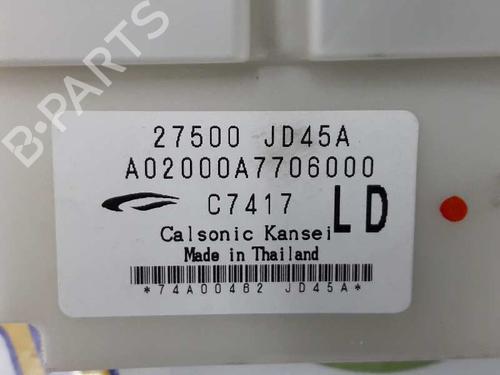 B-PARTS
27500 JD45A
A02000A7706000
C7417 LD
Calsonic Kansei
Made in Thailand
*74A00462 JD45A*